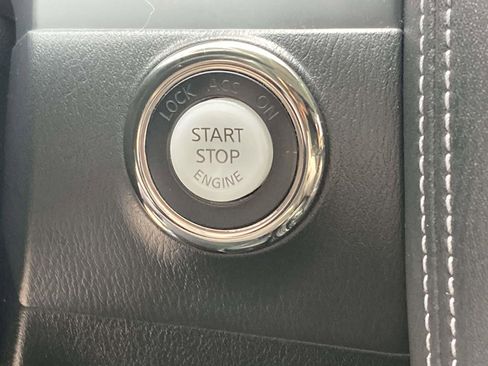 LOCK ACC ON
START
STOP
ENGINE